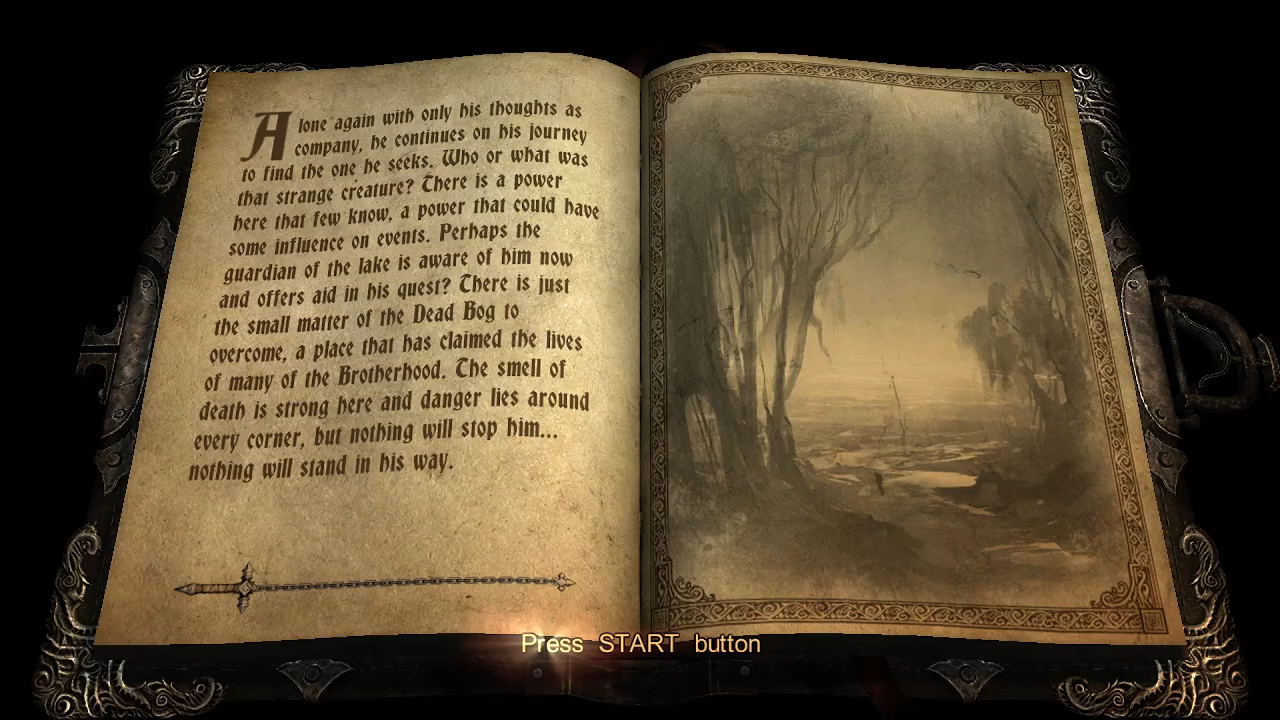 Alone again with only his thoughts as
company, he continues on his journey
to find the one he seeks. Who or what was
that strange creature? There is a power
here that few know, a power that could have
some influence on events. Perhaps the
guardian of the lake is aware of him now
and offers aid in his quest? There is just
the small matter of the Dead Bog to
overcome, a place that has claimed the lives
of many of the Brotherhood. The smell of
death is strong here and danger lies around
every corner, but nothing will stop him...
nothing will stand in his way.
Press START button